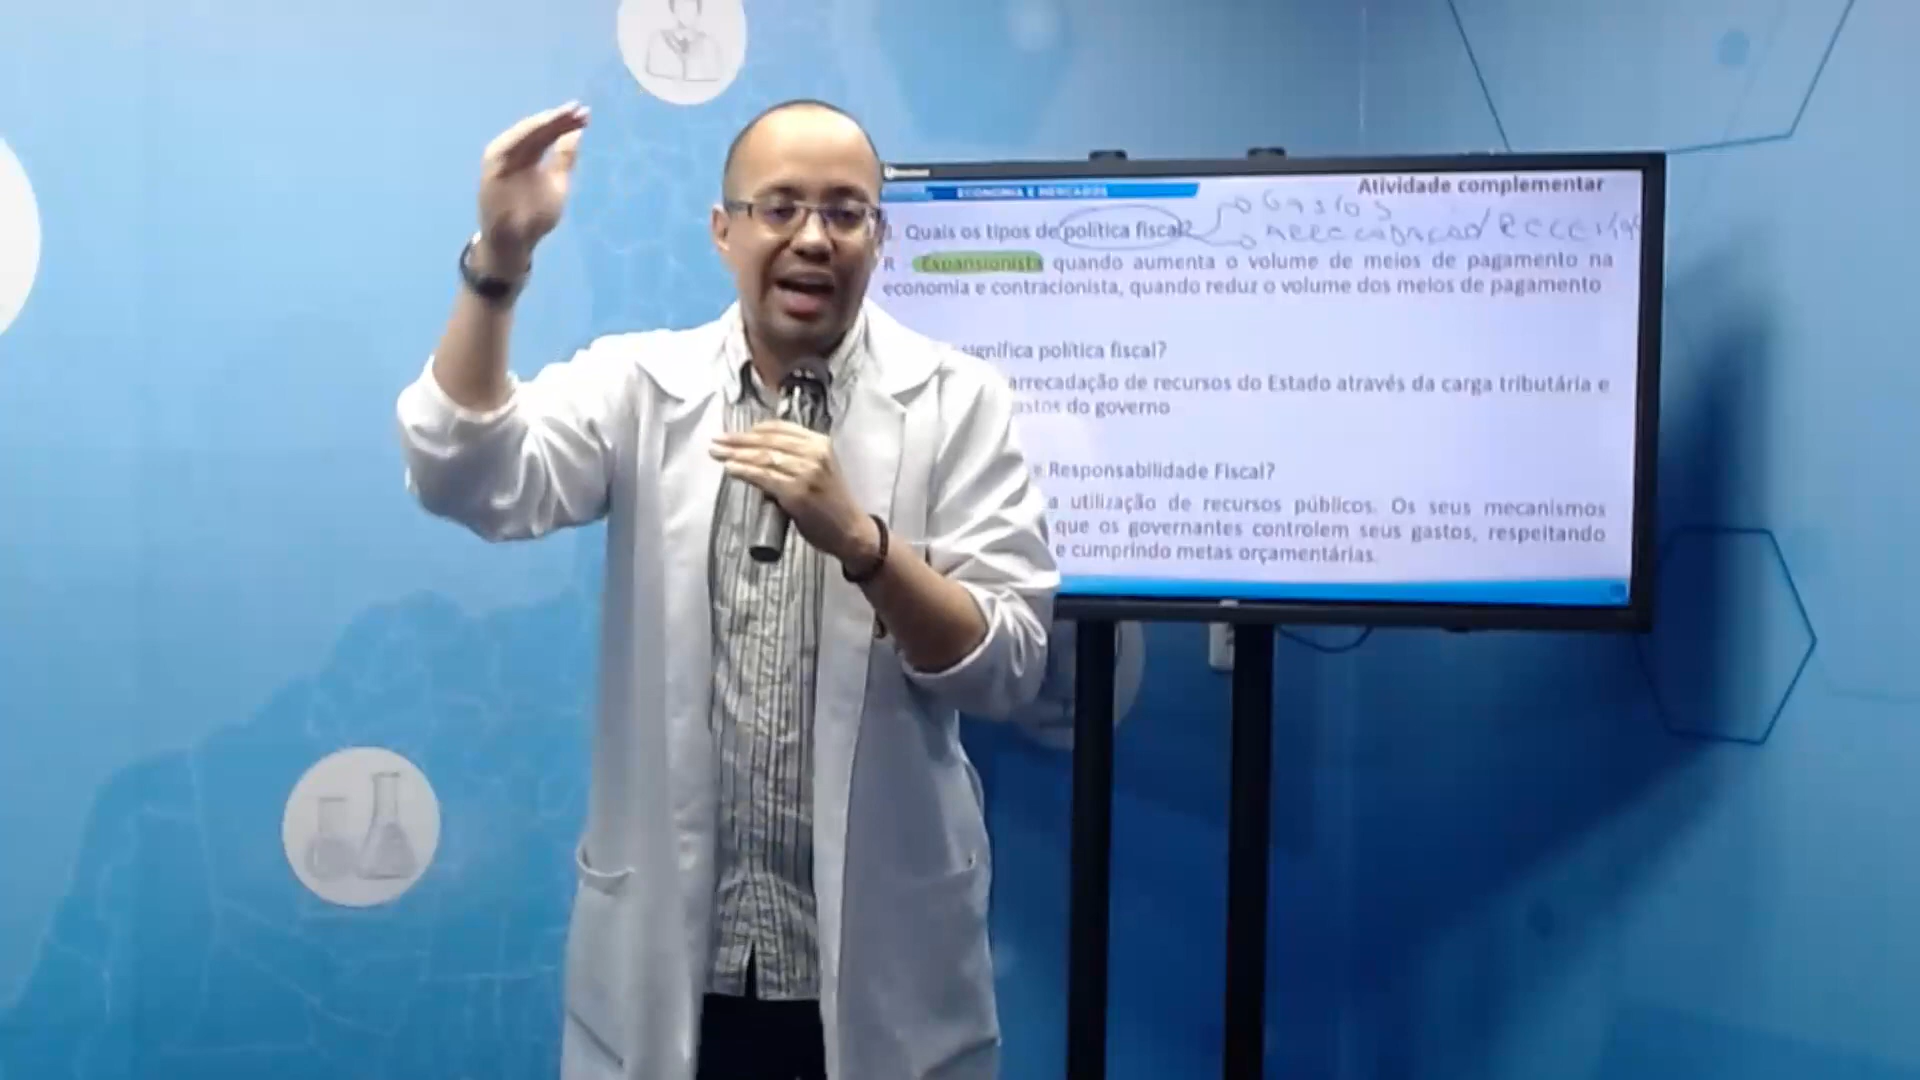 ECONOMIA E MERCADOS
Atividade complementar
Gastos
Quais os tipos de política fiscal?
Arrecadação/Receitas
R Expansionista quando aumenta o volume de meios de pagamento na
economia e contracionista, quando reduz o volume dos meios de pagamento
significa política fiscal?
arrecadação de recursos do Estado através da carga tributária e
gastos do governo
e Responsabilidade Fiscal?
a utilização de recursos públicos. Os seus mecanismos
que os governantes controlem seus gastos, respeitando
e cumprindo metas orçamentárias.